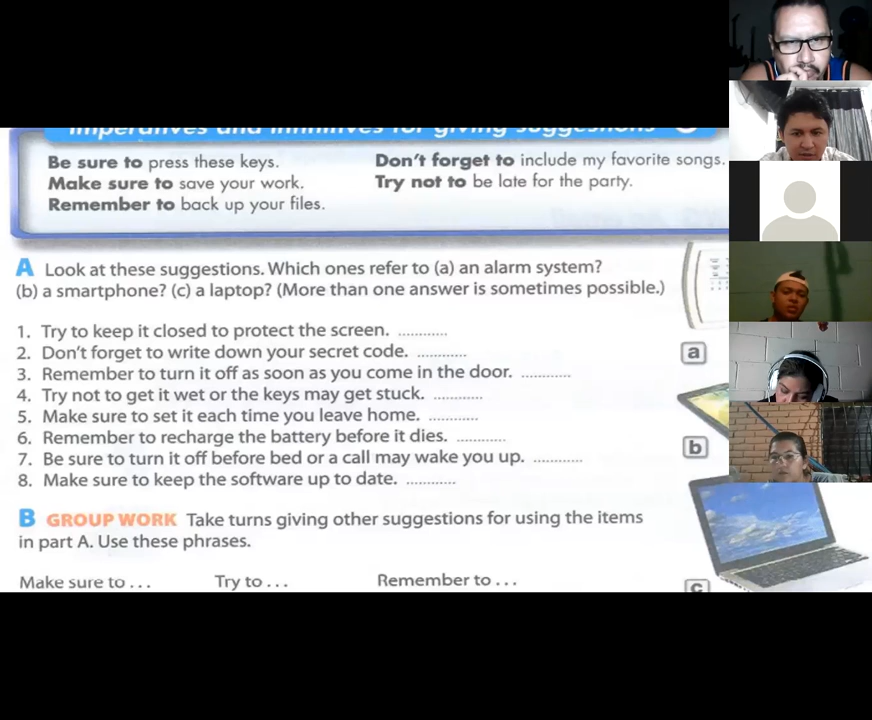 Imperatives and infinitives for giving suggestions
Be sure to press these keys.
Make sure to save your work.
Remember to back up your files.
Don't forget to include my favorite songs.
Try not to be late for the party.
A Look at these suggestions. Which ones refer to (a) an alarm system?
(b) a smartphone? (c) a laptop? (More than one answer is sometimes possible.)
1. Try to keep it closed to protect the screen. ............
2. Don't forget to write down your secret code. ............
3. Remember to turn it off as soon as you come in the door. ............
4. Try not to get it wet or the keys may get stuck. ............
5. Make sure to set it each time you leave home. ............
6. Remember to recharge the battery before it dies. ............
7. Be sure to turn it off before bed or a call may wake you up. ............
8. Make sure to keep the software up to date. ............
a
b
c
B GROUP WORK Take turns giving other suggestions for using the items
in part A. Use these phrases.
Make sure to . . . Try to . . . Remember to . . .